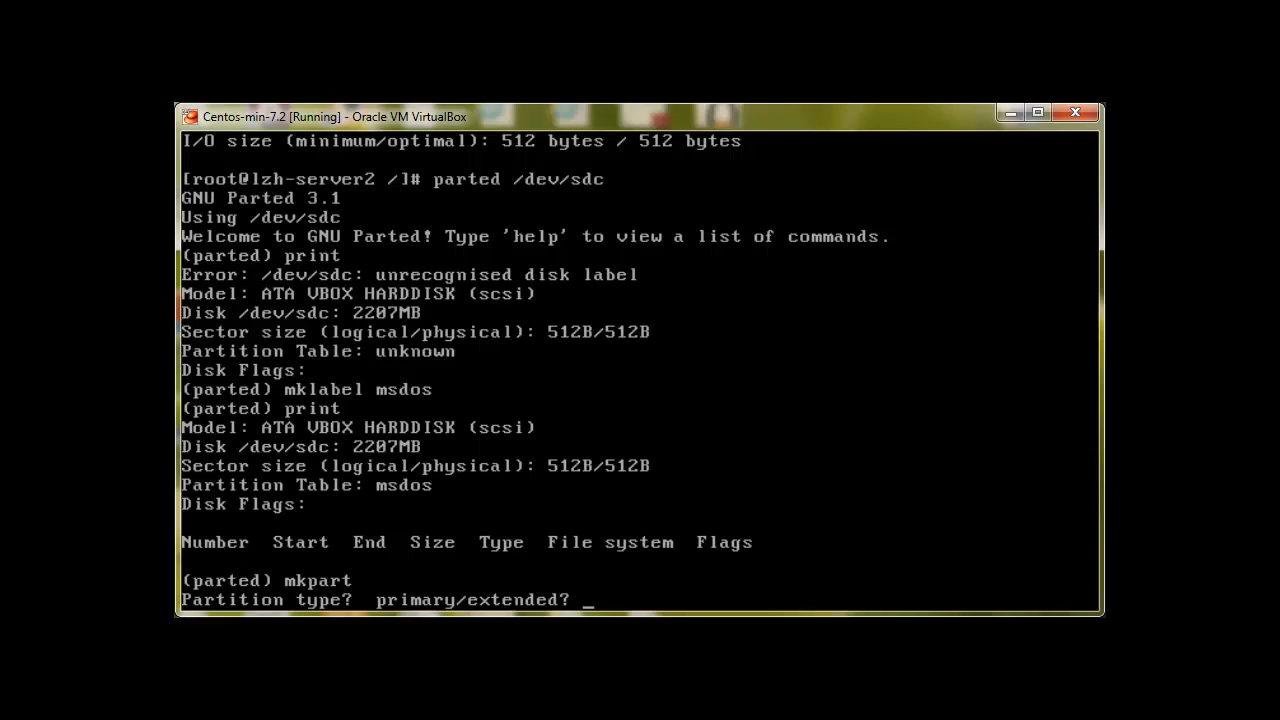 Centos-min-7.2 [Running] - Oracle VM VirtualBox
I/O size (minimum/optimal): 512 bytes / 512 bytes
[root@lzh-server2 /]# parted /dev/sdc
GNU Parted 3.1
Using /dev/sdc
Welcome to GNU Parted! Type 'help' to view a list of commands.
(parted) print
Error: /dev/sdc: unrecognised disk label
Model: ATA VBOX HARDDISK (scsi)
Disk /dev/sdc: 2207MB
Sector size (logical/physical): 512B/512B
Partition Table: unknown
Disk Flags:
(parted) mklabel msdos
(parted) print
Model: ATA VBOX HARDDISK (scsi)
Disk /dev/sdc: 2207MB
Sector size (logical/physical): 512B/512B
Partition Table: msdos
Disk Flags:
Number  Start  End  Size  Type  File system  Flags
(parted) mkpart
Partition type?  primary/extended? _